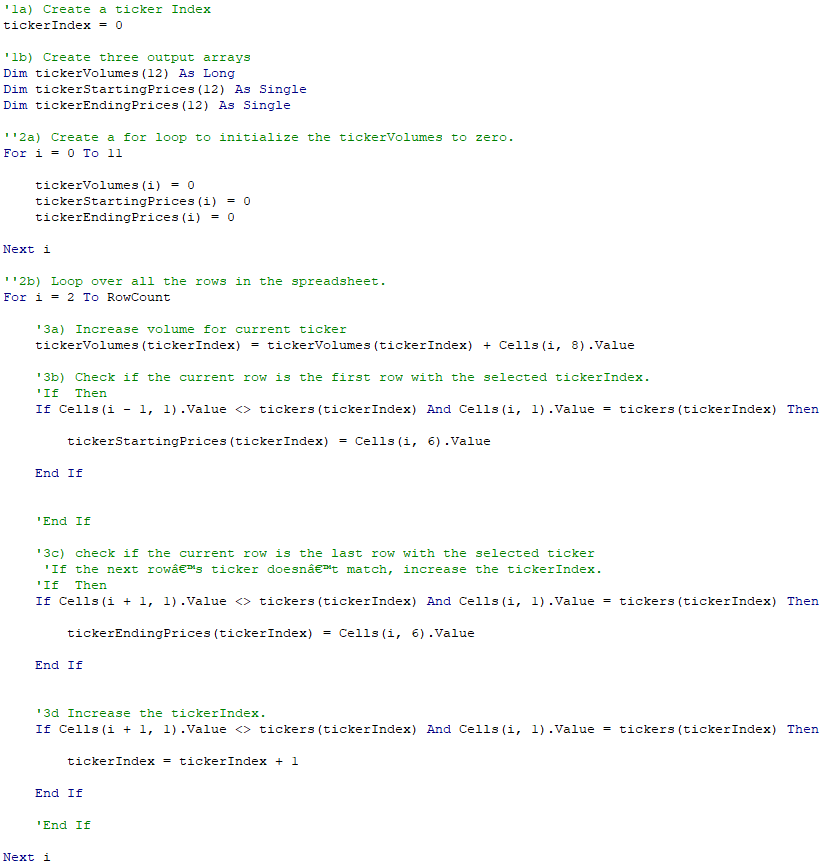 '1a) Create a ticker Index
tickerIndex = 0
'1b) Create three output arrays
Dim tickerVolumes(12) As Long
Dim tickerStartingPrices(12) As Single
Dim tickerEndingPrices(12) As Single
''2a) Create a for loop to initialize the tickerVolumes to zero.
For i = 0 To 11
tickerVolumes(i) = 0
tickerStartingPrices(i) = 0
tickerEndingPrices(i) = 0
Next i
''2b) Loop over all the rows in the spreadsheet.
For i = 2 To RowCount
'3a) Increase volume for current ticker
tickerVolumes(tickerIndex) = tickerVolumes(tickerIndex) + Cells(i, 8).Value
'3b) Check if the current row is the first row with the selected tickerIndex.
'If  Then
If Cells(i - 1, 1).Value <> tickers(tickerIndex) And Cells(i, 1).Value = tickers(tickerIndex) Then
tickerStartingPrices(tickerIndex) = Cells(i, 6).Value
End If
'End If
'3c) check if the current row is the last row with the selected ticker
'If the next rowâ€™s ticker doesnâ€™t match, increase the tickerIndex.
'If  Then
If Cells(i + 1, 1).Value <> tickers(tickerIndex) And Cells(i, 1).Value = tickers(tickerIndex) Then
tickerEndingPrices(tickerIndex) = Cells(i, 6).Value
End If
'3d Increase the tickerIndex.
If Cells(i + 1, 1).Value <> tickers(tickerIndex) And Cells(i, 1).Value = tickers(tickerIndex) Then
tickerIndex = tickerIndex + 1
End If
'End If
Next i